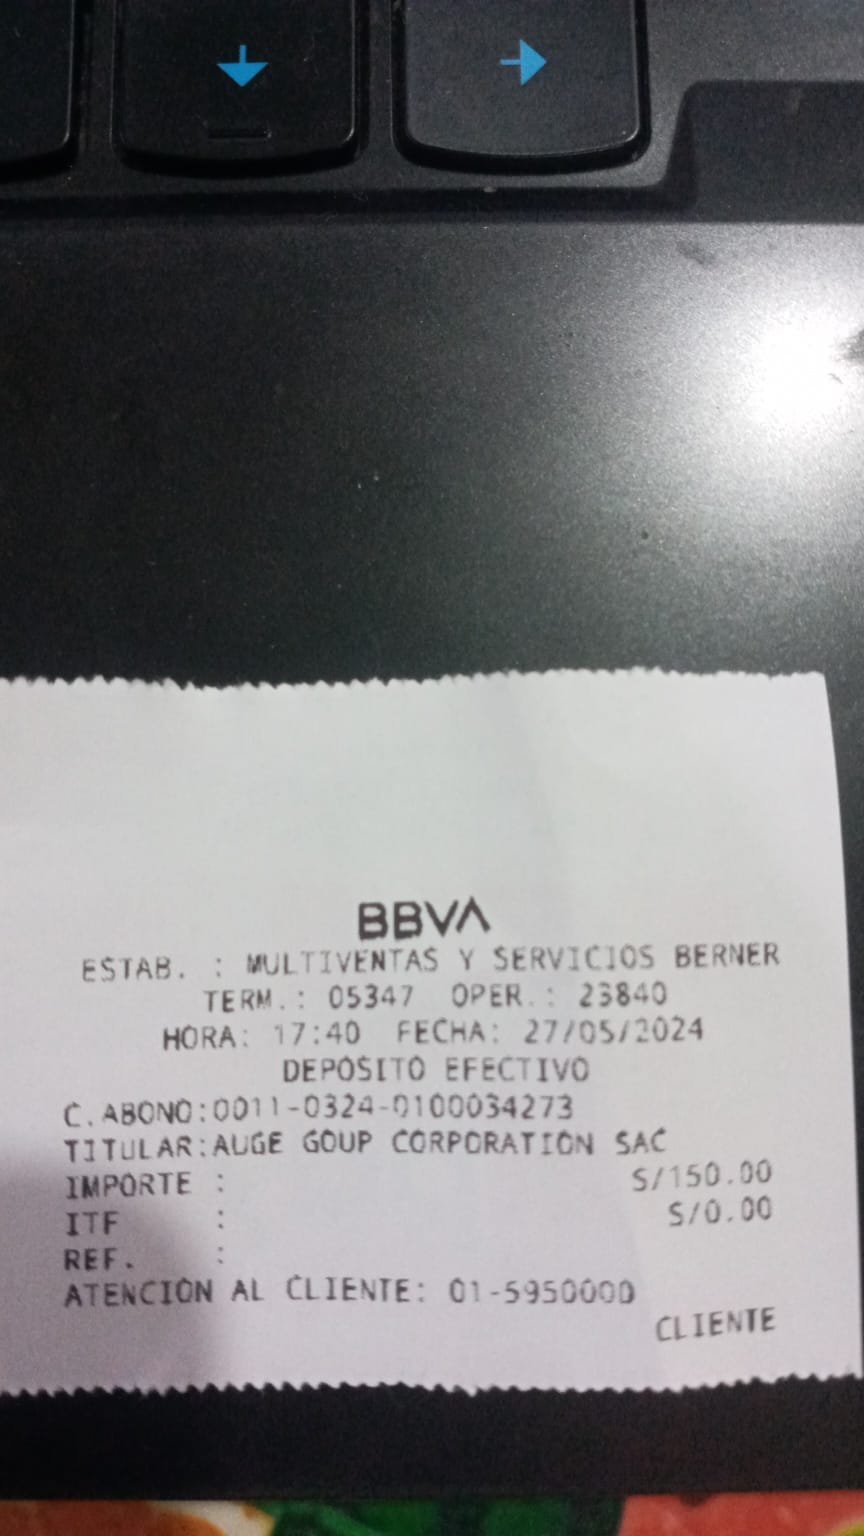 BBVA
ESTAB. : MULTIVENTAS Y SERVICIOS BERNER
TERM.: 05347 OPER.: 23840
HORA: 17:40 FECHA: 27/05/2024
DEPOSITO EFECTIVO
C.ABONO:0011-0324-0100034273
TITULAR:AUGE GOUP CORPORATION SAC
IMPORTE : S/150.00
ITF : S/0.00
REF. :
ATENCION AL CLIENTE: 01-5950000
CLIENTE